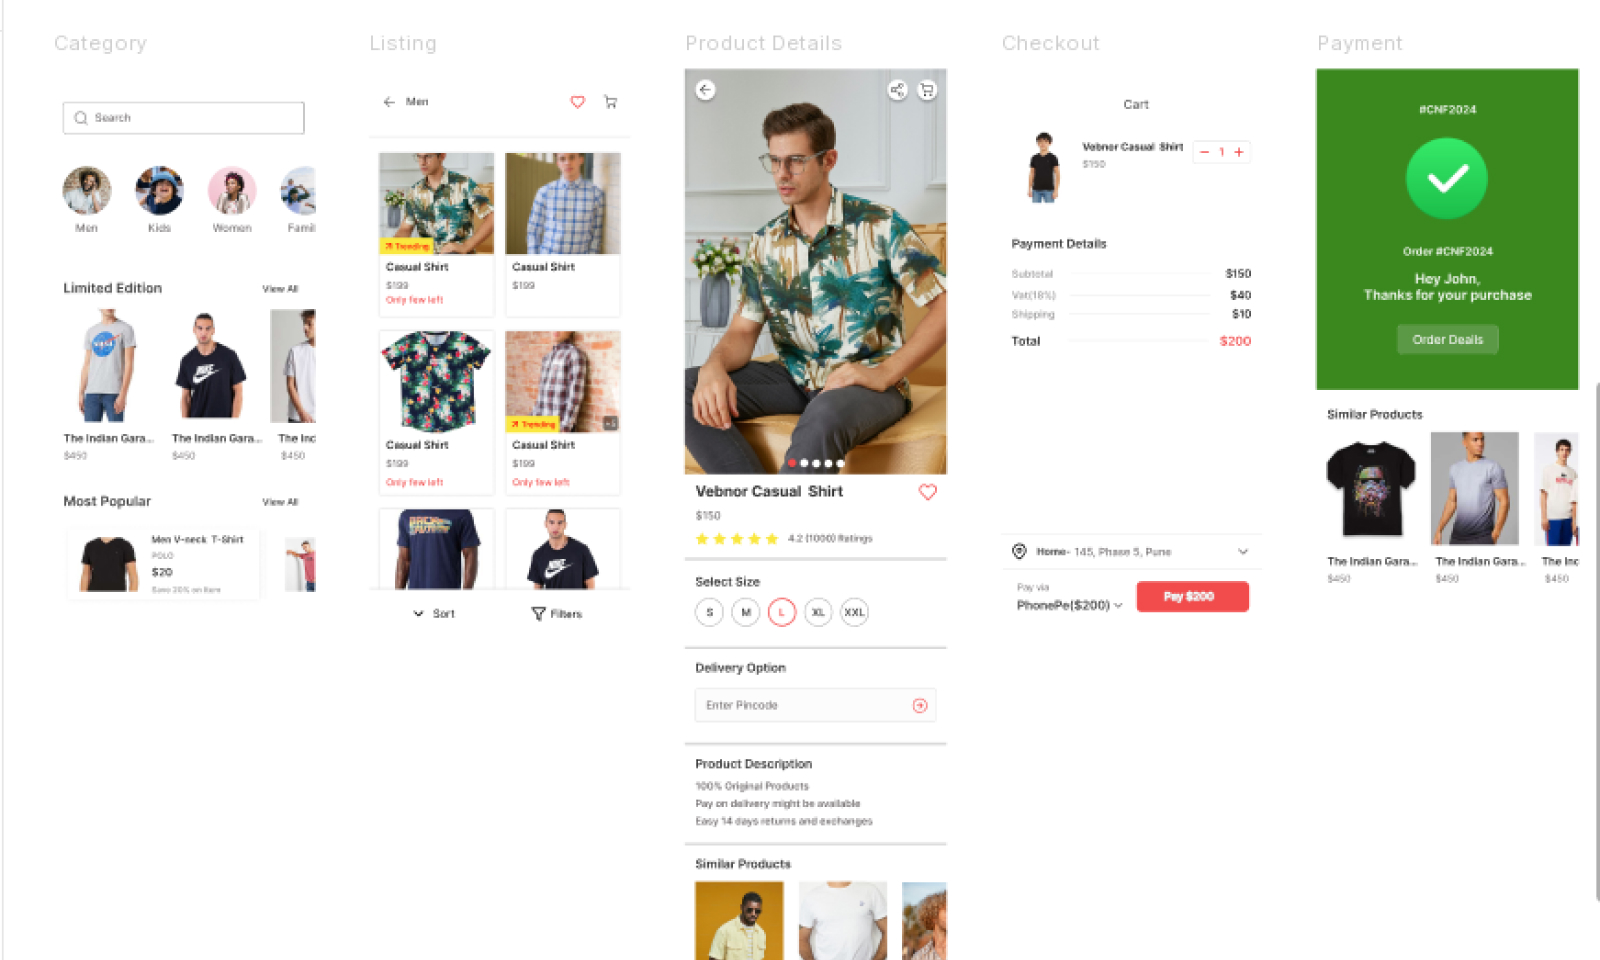 Category
Search
Men Kids Women Famil
Limited Edition View All
The Indian Gara... The Indian Gara... The Inc
$450 $450 $450
Most Popular View All
Men V-neck T-Shirt
POLO
$20
Save 20% on item
Listing
Men
Trending
Casual Shirt Casual Shirt
$199 $199
Only few left
Trending
Casual Shirt Casual Shirt
$199 $199
Only few left Only few left
Sort Filters
Product Details
Vebnor Casual Shirt
$150
4.2 (1000) Ratings
Select Size
S M L XL XXL
Delivery Option
Enter Pincode
Product Description
100% Original Products
Pay on delivery might be available
Easy 14 days returns and exchanges
Similar Products
Checkout
Cart
Vebnor Casual Shirt − 1 +
$150
Payment Details
Subtotal $150
Vat(18%) $40
Shipping $10
Total $200
Home- 145, Phase 5, Pune
Pay via
PhonePe($200)
Pay $200
Payment
#CNF2024
Order #CNF2024
Hey John,
Thanks for your purchase
Order Deails
Similar Products
The Indian Gara... The Indian Gara... The Inc
$450 $450 $450